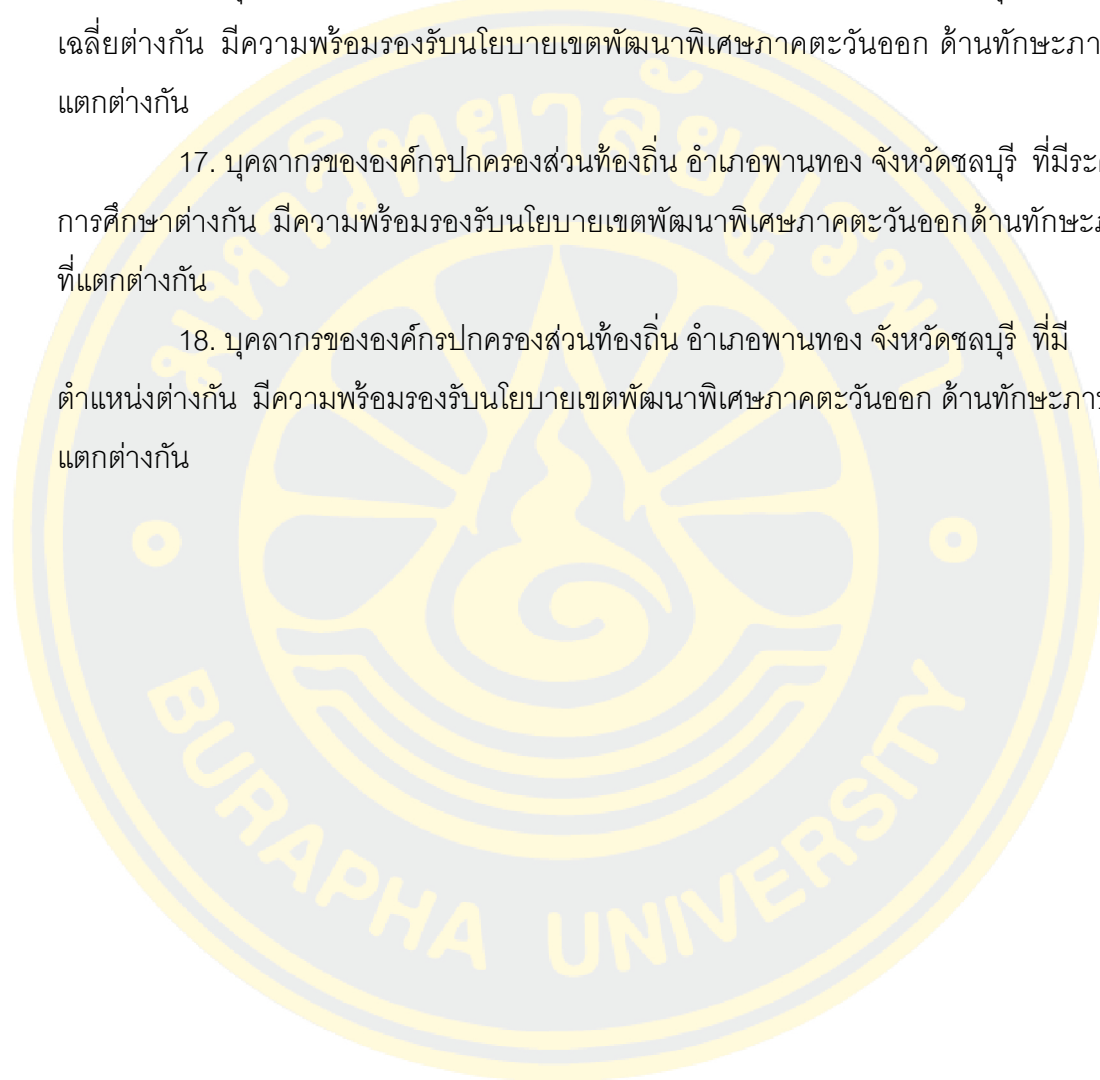 เฉลี่ยต่างกัน มีความพร้อมรองรับนโยบายเขตพัฒนาพิเศษภาคตะวันออก ด้านทักษะภา
แตกต่างกัน
17. บุคลากรขององค์กรปกครองส่วนท้องถิ่น อำเภอพานทอง จังหวัดชลบุรี ที่มีระ
การศึกษาต่างกัน มีความพร้อมรองรับนโยบายเขตพัฒนาพิเศษภาคตะวันออกด้านทักษะ
ที่แตกต่างกัน
18. บุคลากรขององค์กรปกครองส่วนท้องถิ่น อำเภอพานทอง จังหวัดชลบุรี ที่มี
ตำแหน่งต่างกัน มีความพร้อมรองรับนโยบายเขตพัฒนาพิเศษภาคตะวันออก ด้านทักษะภา
แตกต่างกัน
มหาวิทยาลัยบูรพา
BURAPHA UNIVERSITY